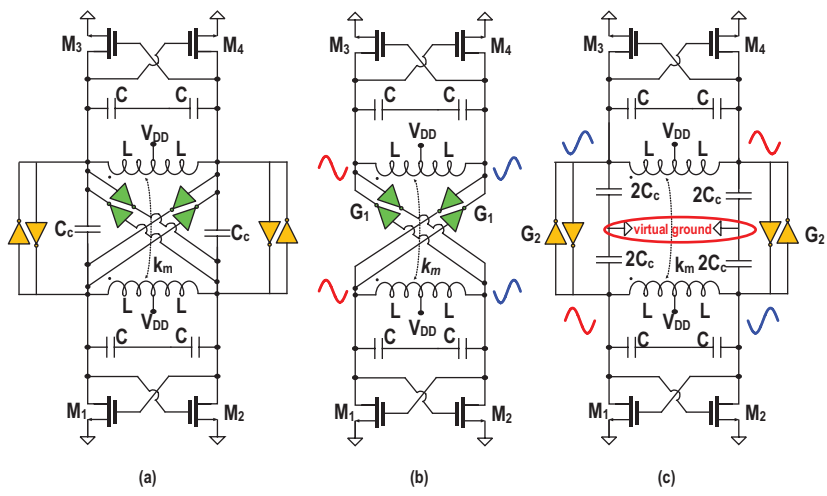 M3 M4
C C
VDD
L L
Cc Cc
km
L L
VDD
C C
M1 M2
(a)
M3 M4
C C
VDD
L L
G1 G1
km
L L
VDD
C C
M1 M2
(b)
M3 M4
C C
VDD
L L
2Cc 2Cc
G2 virtual ground G2
2Cc km 2Cc
L L
VDD
C C
M1 M2
(c)